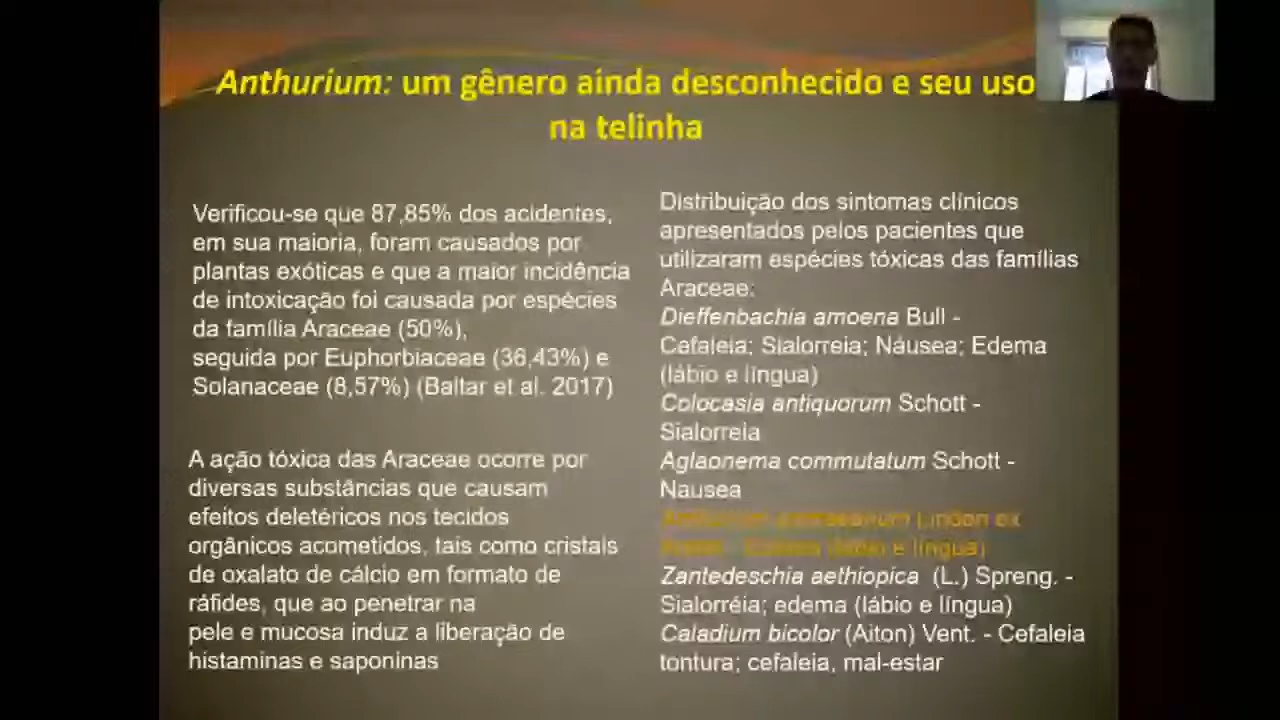 Anthurium: um gênero ainda desconhecido e seu uso
na telinha
Verificou-se que 87,85% dos acidentes,
em sua maioria, foram causados por
plantas exóticas e que a maior incidência
de intoxicação foi causada por espécies
da família Araceae (50%),
seguida por Euphorbiaceae (36,43%) e
Solanaceae (8,57%) (Baltar et al. 2017)
A ação tóxica das Araceae ocorre por
diversas substâncias que causam
efeitos deletéricos nos tecidos
orgânicos acometidos, tais como cristais
de oxalato de cálcio em formato de
ráfides, que ao penetrar na
pele e mucosa induz a liberação de
histaminas e saponinas
Distribuição dos sintomas clínicos
apresentados pelos pacientes que
utilizaram espécies tóxicas das famílias
Araceae:
Dieffenbachia amoena Bull -
Cefaleia; Sialorreia; Náusea; Edema
(lábio e língua)
Colocasia antiquorum Schott -
Sialorreia
Aglaonema commutatum Schott -
Nausea
Anthurium andraeanum Linden ex
(lábio e língua)
Zantedeschia aethiopica (L.) Spreng. -
Sialorréia; edema (lábio e língua)
Caladium bicolor (Aiton) Vent. - Cefaleia
tontura; cefaleia, mal-estar